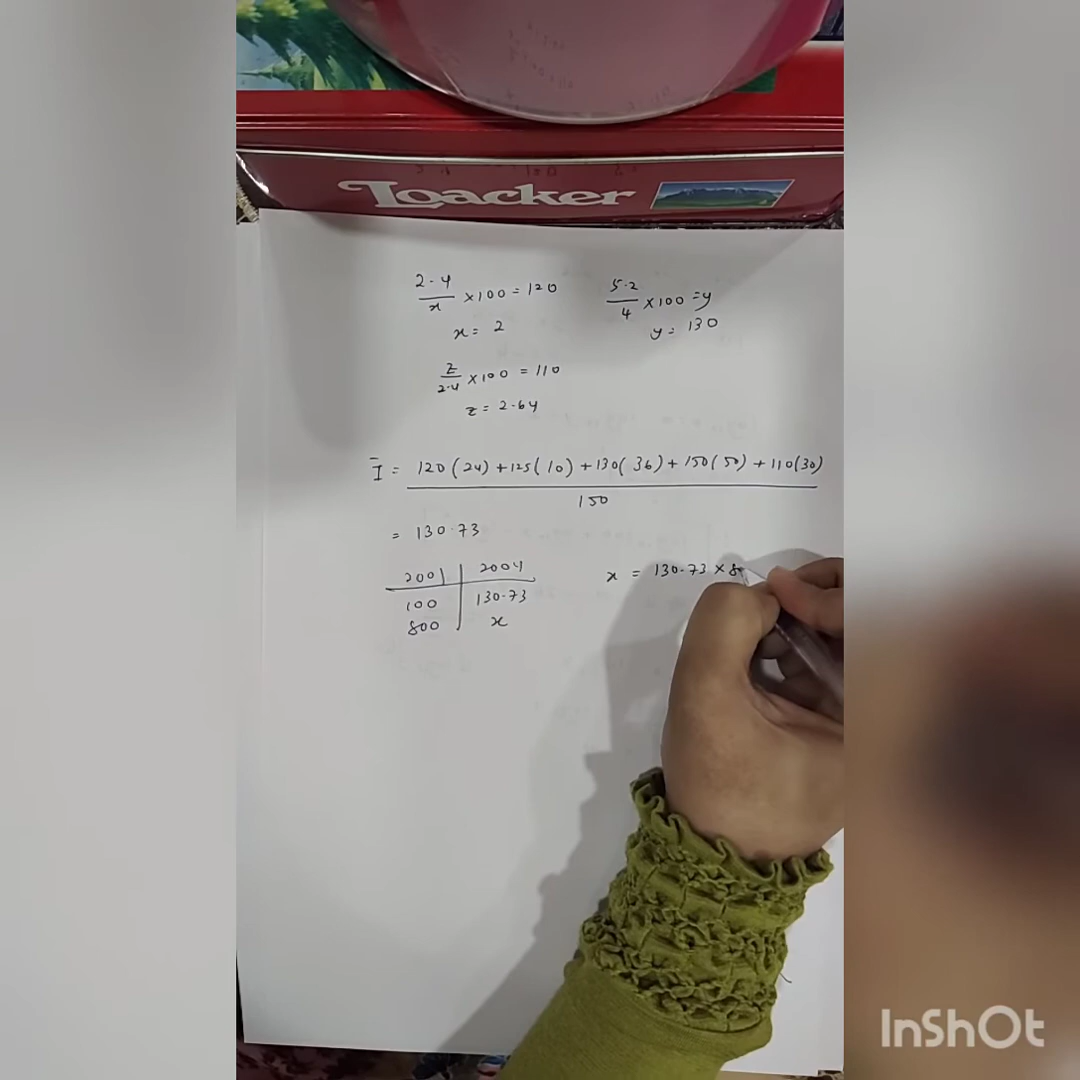 Loacker
2.4/x × 100 = 120
x = 2
5.2/4 × 100 = y
y = 130
z/2.4 × 100 = 110
z = 2.64
Ī = 120(24) + 125(10) + 130(36) + 150(50) + 110(30) / 150
= 130.73
2001 | 2004
100 | 130.73
800 | x
x = 130.73 × 8
InShOt